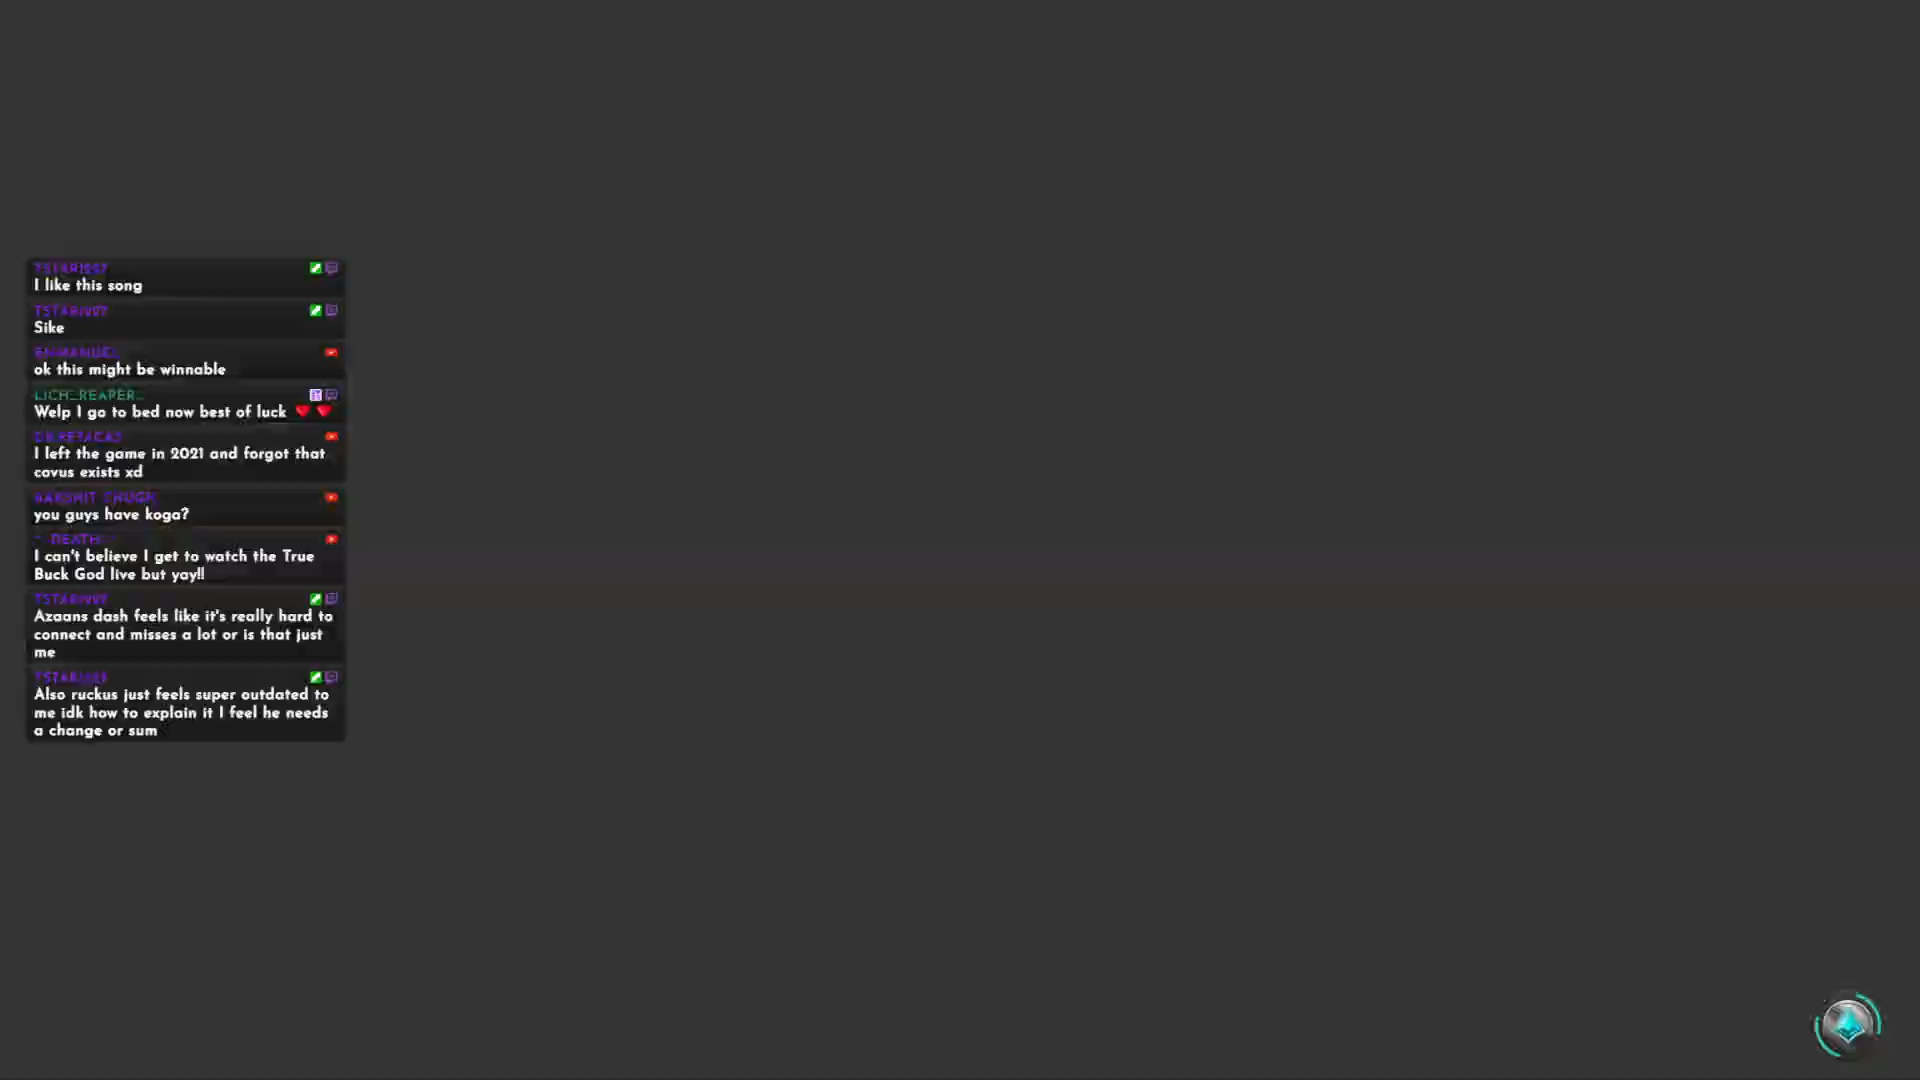 I like this song
Sike
EMMANUEL
ok this might be winnable
LICH_REAPER_
Welp I go to bed now best of luck
I left the game in 2021 and forgot that
cavus exists xd
you guys have koga?
DEATH
I can't believe I get to watch the True
Buck God live but yay!!
Azaans dash feels like it's really hard to
connect and misses a lot or is that just
me
Also ruckus just feels super outdated to
me idk how to explain it I feel he needs
a change or sum